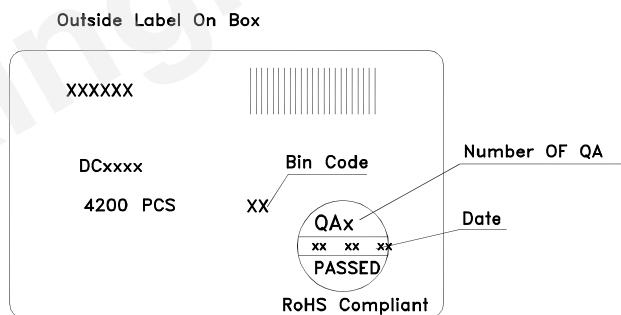 Outside Label On Box
XXXXXX
DCxxxx
Bin Code
Number OF QA
4200 PCS
XX
QAx
Date
xx xx xx
PASSED
RoHS Compliant